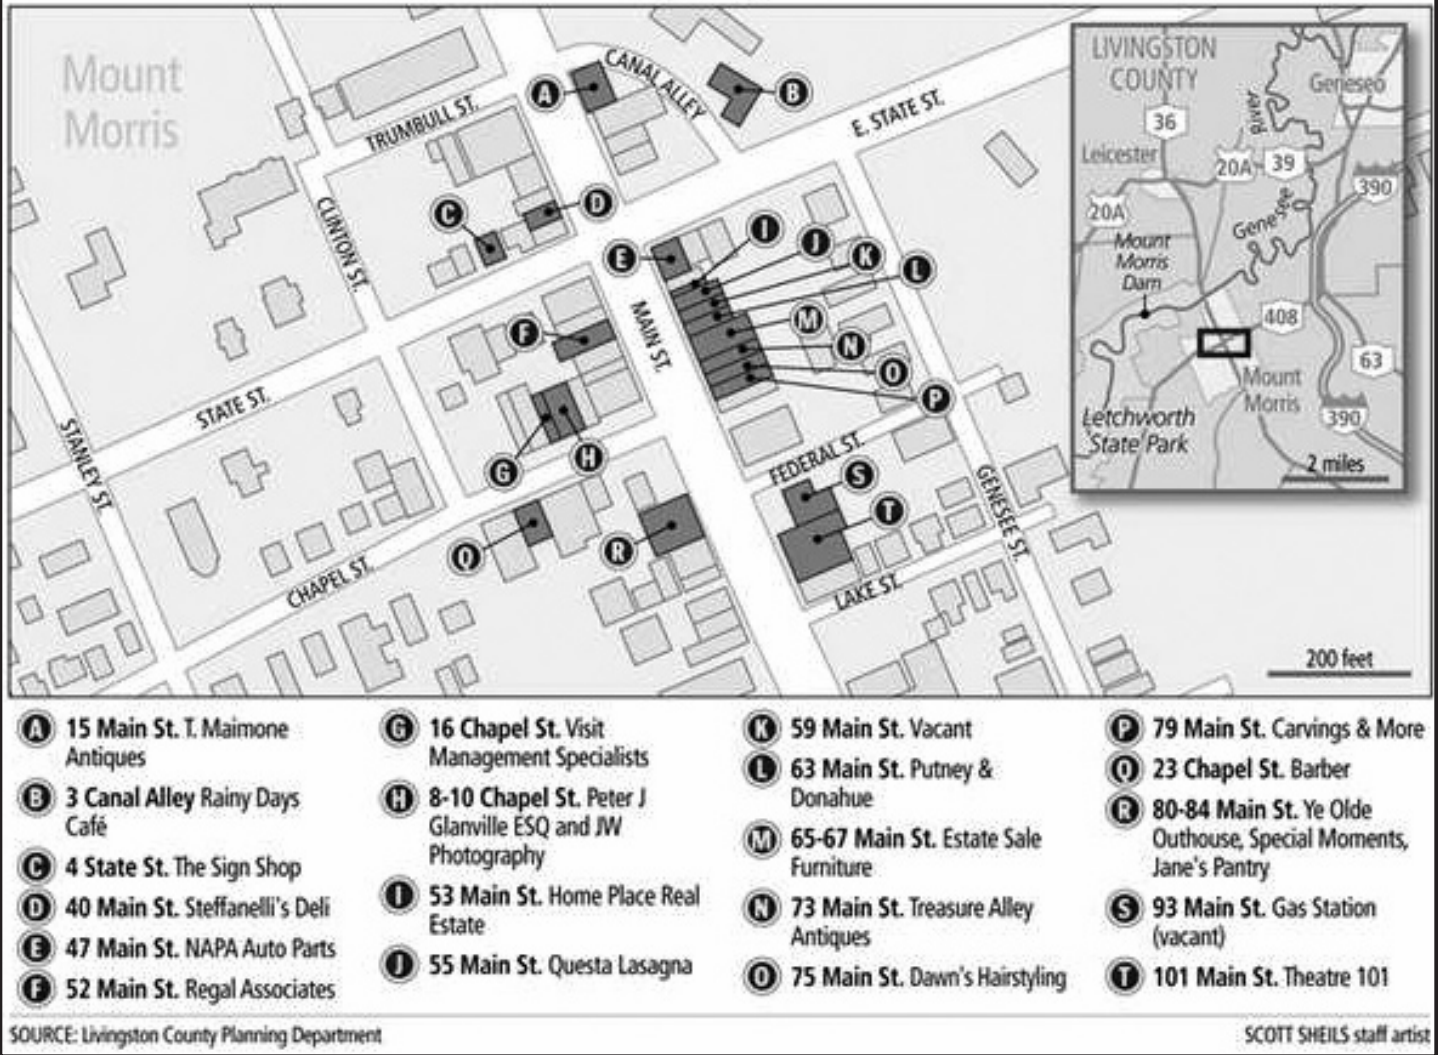 Mount
Morris
TRUMBULL ST.
CANAL ALLEY
E. STATE ST.
CLINTON ST.
MAIN ST.
STATE ST.
STANLEY ST.
CHAPEL ST.
FEDERAL ST.
GENESEE ST.
LAKE ST.
A
B
C
D
E
F
G
H
I
J
K
L
M
N
O
P
Q
R
S
T
200 feet
LIVINGSTON
COUNTY
Geneseo
36
River
Leicester
20A
39
390
20A
Genesee
Mount
Morris
Dam
408
63
Mount
Morris
390
Letchworth
State Park
2 miles
A 15 Main St. T. Maimone
Antiques
B 3 Canal Alley Rainy Days
Café
C 4 State St. The Sign Shop
D 40 Main St. Steffanelli's Deli
E 47 Main St. NAPA Auto Parts
F 52 Main St. Regal Associates
G 16 Chapel St. Visit
Management Specialists
H 8-10 Chapel St. Peter J
Glanville ESQ and JW
Photography
I 53 Main St. Home Place Real
Estate
J 55 Main St. Questa Lasagna
K 59 Main St. Vacant
L 63 Main St. Putney &
Donahue
M 65-67 Main St. Estate Sale
Furniture
N 73 Main St. Treasure Alley
Antiques
O 75 Main St. Dawn's Hairstyling
P 79 Main St. Carvings & More
Q 23 Chapel St. Barber
R 80-84 Main St. Ye Olde
Outhouse, Special Moments,
Jane's Pantry
S 93 Main St. Gas Station
(vacant)
T 101 Main St. Theatre 101
SOURCE: Livingston County Planning Department
SCOTT SHEILS staff artist